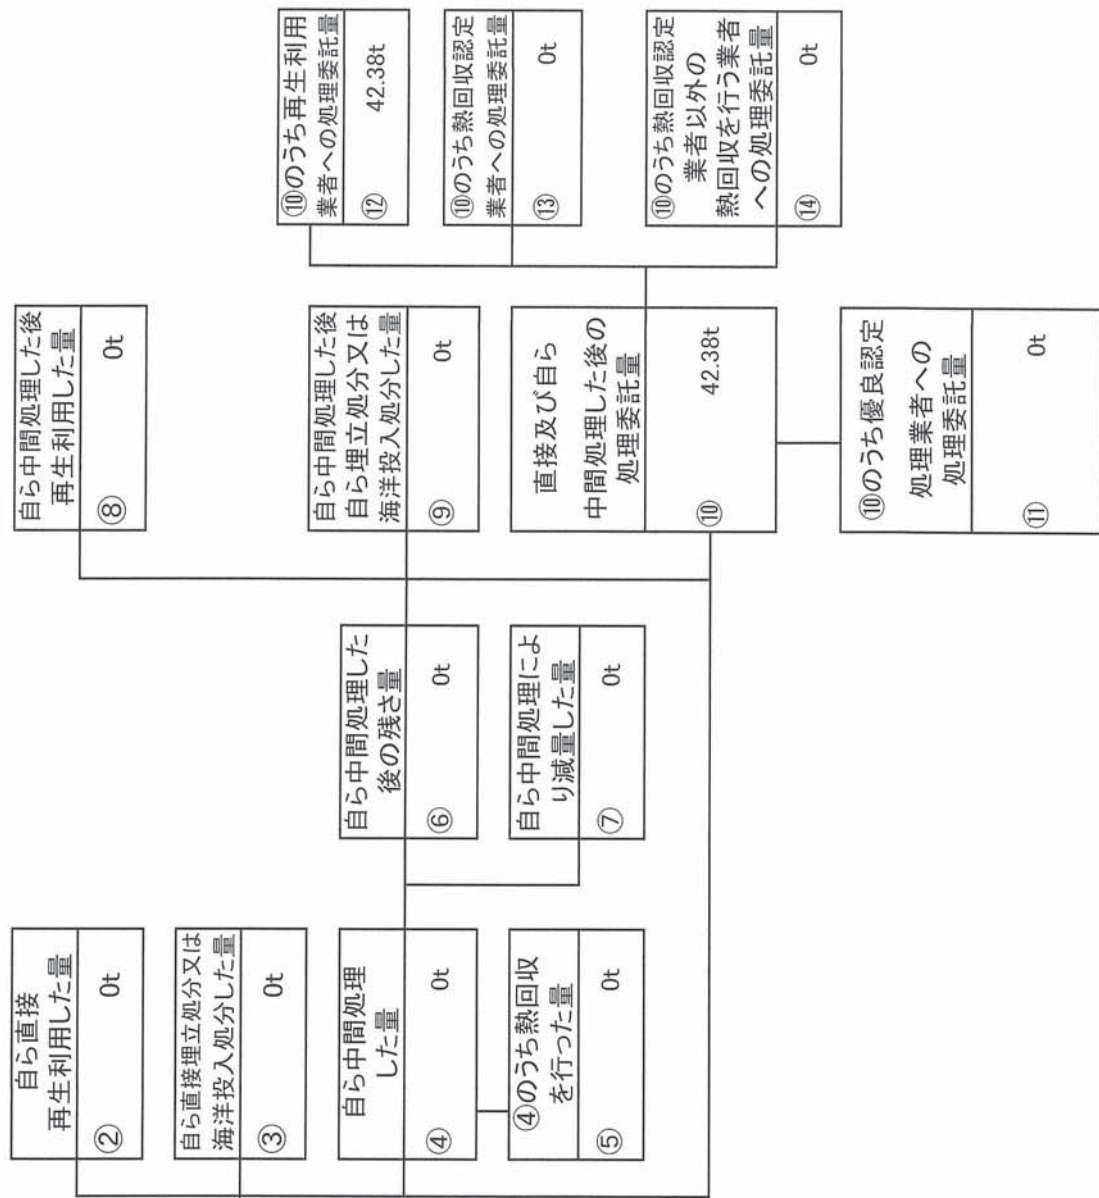 自ら直接
再生利用した量
② 0t
自ら直接埋立処分又は
海洋投入処分した量
③ 0t
自ら中間処理
した量
④ 0t
④のうち熱回収
を行った量
⑤ 0t
自ら中間処理した
後の残さ量
⑥ 0t
自ら中間処理によ
り減量した量
⑦ 0t
自ら中間処理した後
再生利用した量
⑧ 0t
自ら中間処理した後
自ら埋立処分又は
海洋投入処分した量
⑨ 0t
直接及び自ら
中間処理した後の
処理委託量
⑩ 42.38t
⑩のうち優良認定
処理業者への
処理委託量
⑪ 0t
⑩のうち再生利用
業者への処理委託量
⑫ 42.38t
⑩のうち熱回収認定
業者への処理委託量
⑬ 0t
⑩のうち熱回収認定
業者以外の
熱回収を行う業者
への処理委託量
⑭ 0t